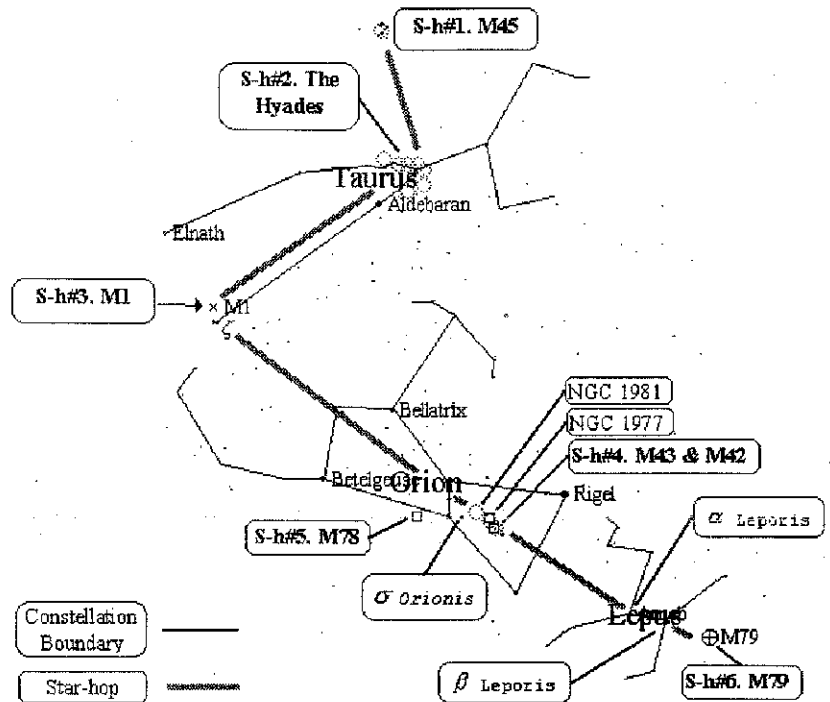 S-h#1. M45
S-h#2. The
Hyades
Taurus
Aldebaran
Elnath
S-h#3. M1
M1
ζ
NGC 1981
Bellatrix
NGC 1977
S-h#4. M43 & M42
Betelgeuse
Orion
Rigel
S-h#5. M78
α Leporis
σ Orionis
Constellation
Boundary
Lepus
M79
Star-hop
β Leporis
S-h#6. M79